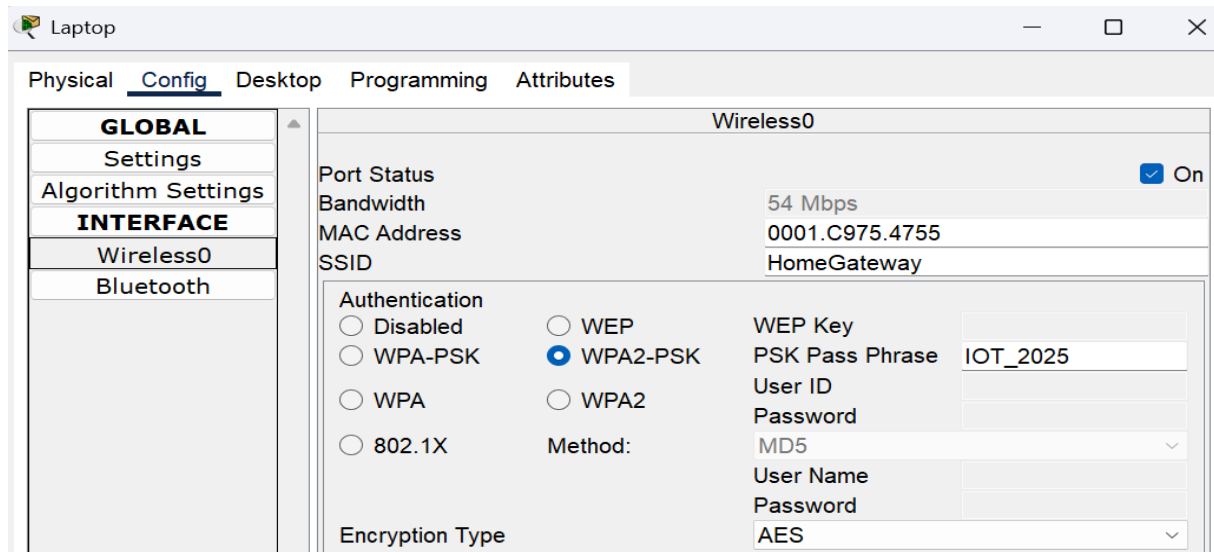 Laptop
Physical Config Desktop Programming Attributes
GLOBAL
Settings
Algorithm Settings
INTERFACE
Wireless0
Bluetooth
Wireless0
Port Status On
Bandwidth 54 Mbps
MAC Address 0001.C975.4755
SSID HomeGateway
Authentication
Disabled WEP WEP Key
WPA-PSK WPA2-PSK PSK Pass Phrase IOT_2025
User ID
WPA WPA2
Password
802.1X Method: MD5
User Name
Password
Encryption Type AES